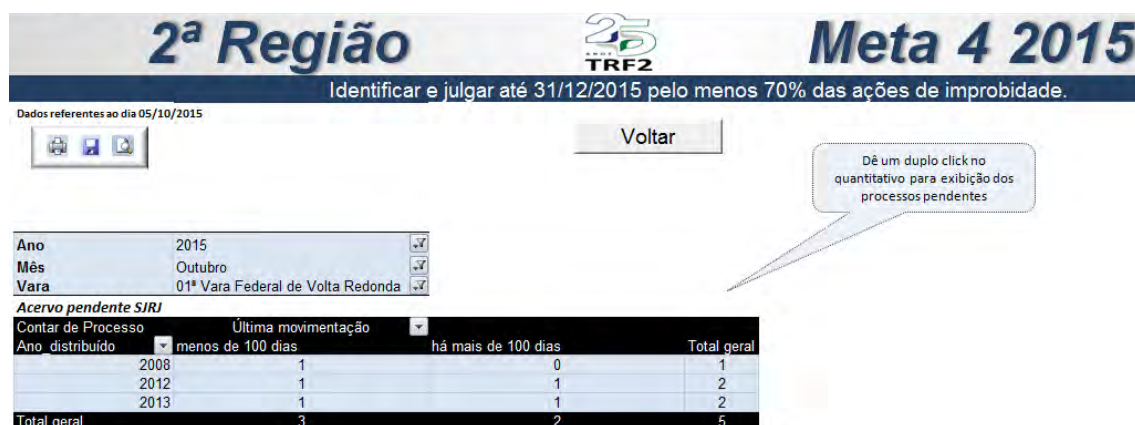 2ª Região
25
ANOS
TRF2
Meta 4 2015
Identificar e julgar até 31/12/2015 pelo menos 70% das ações de improbidade.
Dados referentes ao dia 05/10/2015
Voltar
Dê um duplo click no
quantitativo para exibição dos
processos pendentes
Ano 2015
Mês Outubro
Vara 01ª Vara Federal de Volta Redonda
Acervo pendente SJRJ
Contar de Processo Última movimentação
Ano_distribuído menos de 100 dias há mais de 100 dias Total geral
2008 1 0 1
2012 1 1 2
2013 1 1 2
Total geral 3 2 5